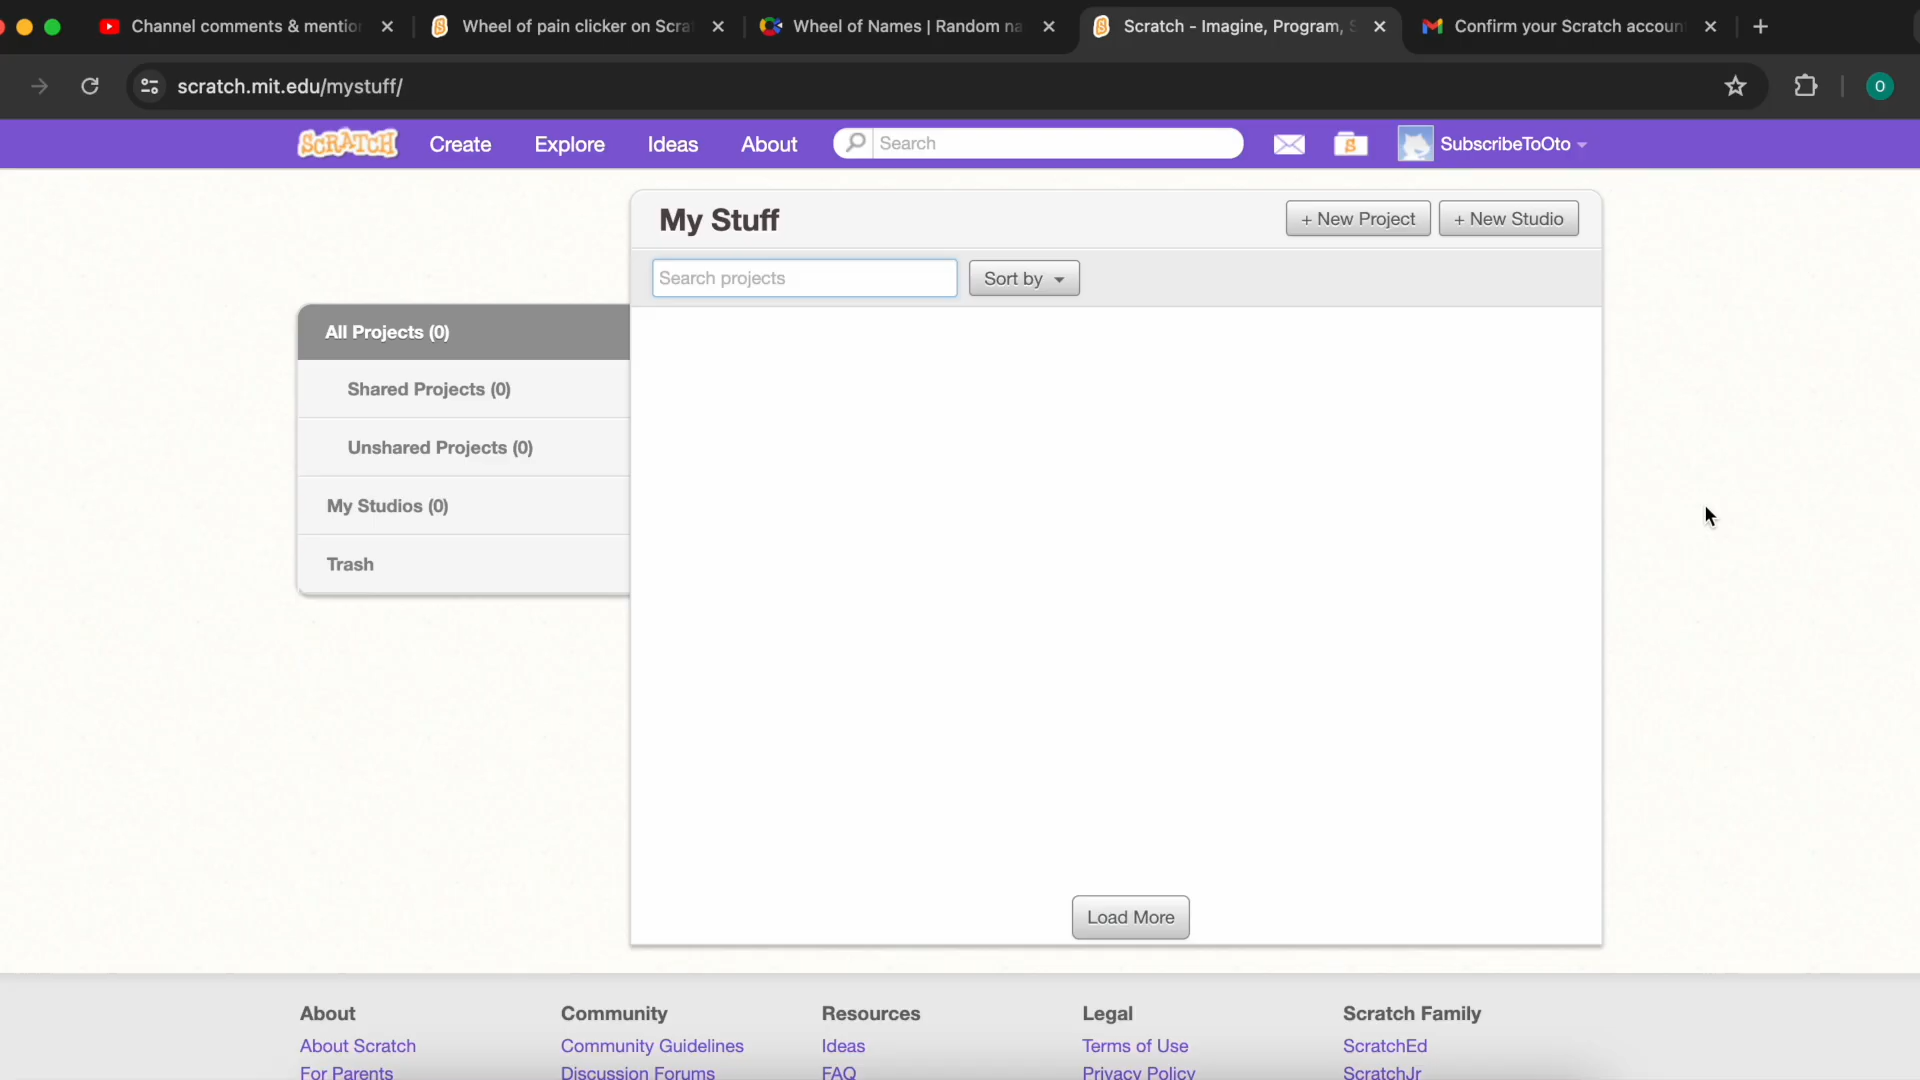 Channel comments & mentio
Wheel of pain clicker on Scra
Wheel of Names | Random na
Scratch - Imagine, Program, S
Confirm your Scratch accoun
scratch.mit.edu/mystuff/
O
SCRATCH
Create
Explore
Ideas
About
Search
S
SubscribeToOto
My Stuff
+ New Project
+ New Studio
Search projects
Sort by
All Projects (0)
Shared Projects (0)
Unshared Projects (0)
My Studios (0)
Trash
Load More
About
Community
Resources
Legal
Scratch Family
About Scratch
Community Guidelines
Ideas
Terms of Use
ScratchEd
For Parents
Discussion Forums
FAQ
Privacy Policy
ScratchJr